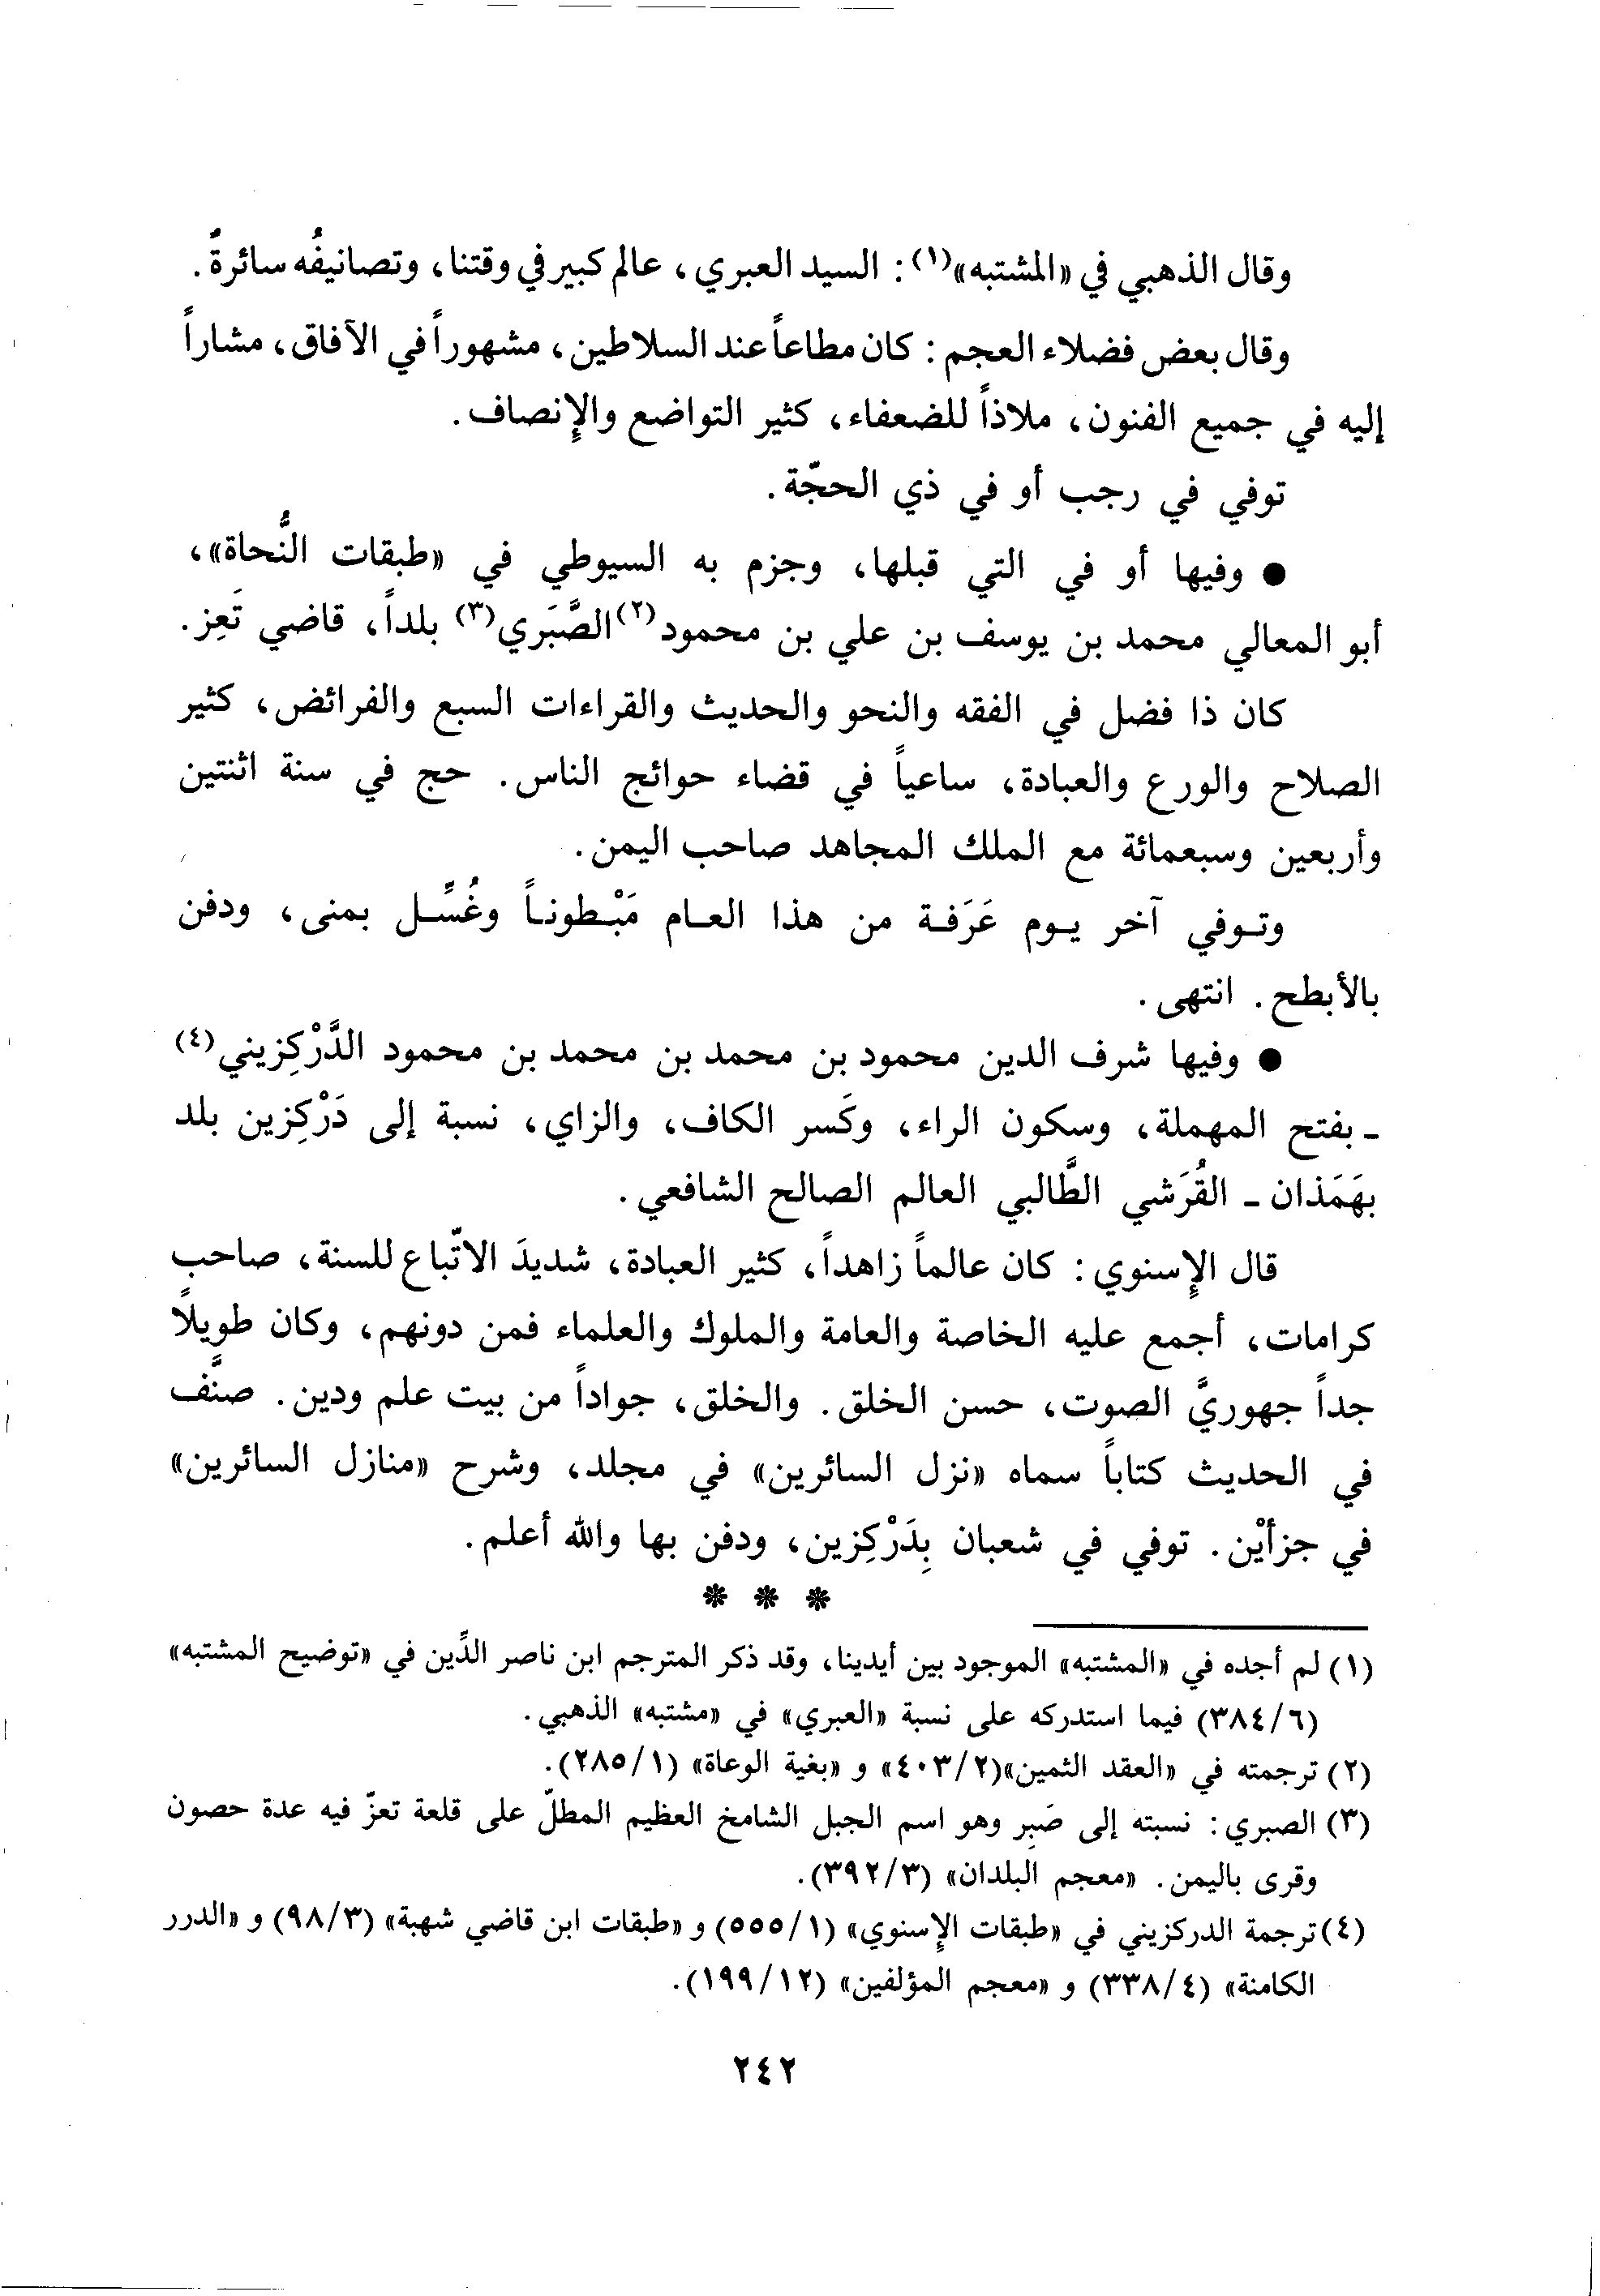 وقال الذهبي في «المشتبه»(١): السيد العبري، عالم كبير في وقتنا، وتصانيفُه سائرةٌ.
وقال بعض فضلاء العجم: كان مطاعاً عند السلاطين، مشهوراً في الآفاق، مشاراً
إليه في جميع الفنون، ملاذاً للضعفاء، كثير التواضع والإنصاف.
توفي في رجب أو في ذي الحجّة.
● وفيها أو في التي قبلها، وجزم به السيوطي في «طبقات النُّحاة»،
أبو المعالي محمد بن يوسف بن علي بن محمود(٢) الصَّبَري(٣) بلداً، قاضي تَعِز.
كان ذا فضل في الفقه والنحو والحديث والقراءات السبع والفرائض، كثير
الصلاح والورع والعبادة، ساعياً في قضاء حوائج الناس. حج في سنة اثنتين
وأربعين وسبعمائة مع الملك المجاهد صاحب اليمن.
وتوفي آخر يوم عَرَفة من هذا العام مَبْطوناً وغُسِّل بمنى، ودفن
بالأبطح. انتهى.
● وفيها شرف الدين محمود بن محمد بن محمد بن محمود الدَّرْكِزيني(٤)
ـ بفتح المهملة، وسكون الراء، وكَسر الكاف، والزاي، نسبة إلى دَرْكِزين بلد
بهَمَذان ـ القُرَشي الطَّالبي العالم الصالح الشافعي.
قال الإسنوي: كان عالماً زاهداً، كثير العبادة، شديدَ الاتّباع للسنة، صاحب
كرامات، أجمع عليه الخاصة والعامة والملوك والعلماء فمن دونهم، وكان طويلاً
جداً جهوريَّ الصوت، حسن الخلق. والخلق، جواداً من بيت علم ودين. صنَّف
في الحديث كتاباً سماه «نزل السائرين» في مجلد، وشرح «منازل السائرين»
في جزأيْن. توفي في شعبان بِدَرْكِزين، ودفن بها والله أعلم.
* * *
(١) لم أجده في «المشتبه» الموجود بين أيدينا، وقد ذكر المترجم ابن ناصر الدِّين في «توضيح المشتبه»
(٣٨٤/٦) فيما استدركه على نسبة «العبري» في «مشتبه» الذهبي.
(٢) ترجمته في «العقد الثمين»(٤٠٣/٢» و «بغية الوعاة» (٢٨٥/١).
(٣) الصبري: نسبته إلى صَبِر وهو اسم الجبل الشامخ العظيم المطلّ على قلعة تعزّ فيه عدة حصون
وقرى باليمن. «معجم البلدان» (٣٩٢/٣).
(٤) ترجمة الدركزيني في «طبقات الإسنوي» (٥٥٥/١) و «طبقات ابن قاضي شهبة» (٩٨/٣) و «الدرر
الكامنة» (٣٣٨/٤) و «معجم المؤلفين» (١٩٩/١٢).
٢٤٢